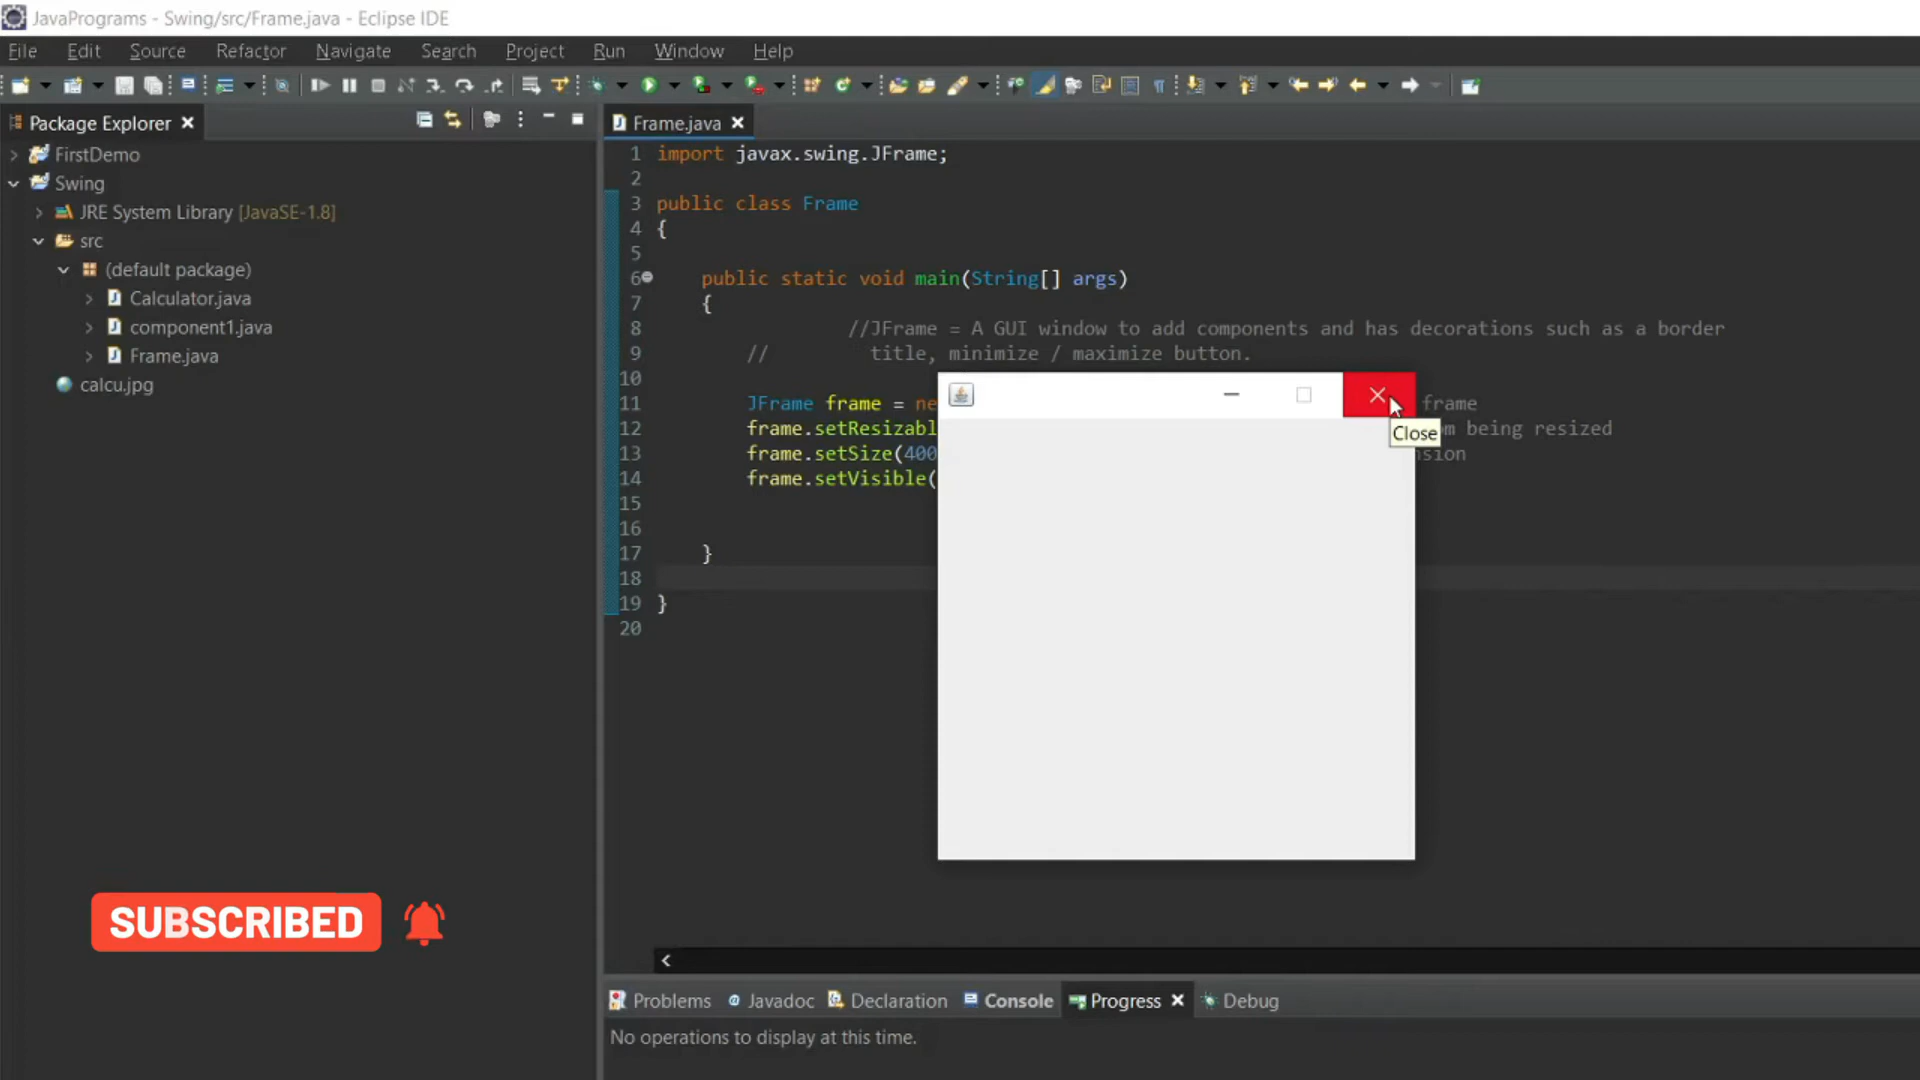 JavaPrograms - Swing/src/Frame.java - Eclipse IDE
File Edit Source Refactor Navigate Search Project Run Window Help
Package Explorer
FirstDemo
Swing
JRE System Library [JavaSE-1.8]
src
(default package)
Calculator.java
component1.java
Frame.java
calcu.jpg
SUBSCRIBED
Frame.java
1 import javax.swing.JFrame;
2
3 public class Frame
4 {
5
6 public static void main(String[] args)
7 {
8 //JFrame = A GUI window to add components and has decorations such as a border
9 // title, minimize / maximize button.
10
11 JFrame frame = ne frame
12 frame.setResizabl m being resized
13 frame.setSize(400 nsion
14 frame.setVisible(
15
16
17 }
18
19 }
20
Close
Problems Javadoc Declaration Console Progress Debug
No operations to display at this time.